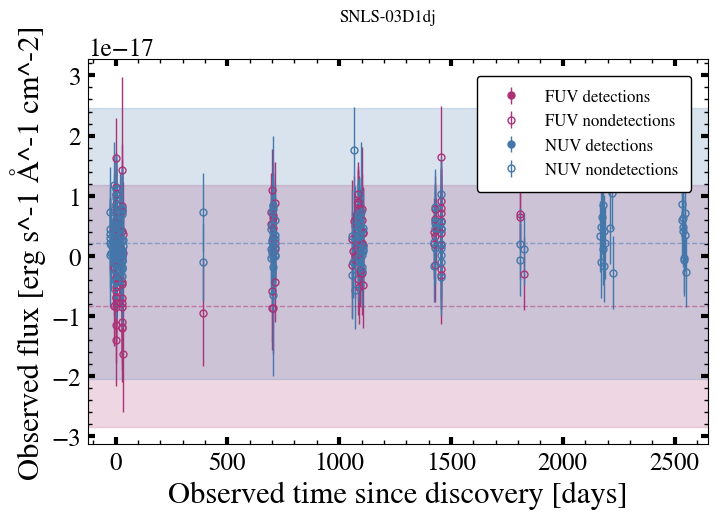 SNLS-03D1dj
1e−17
Observed flux [erg s^-1 Å^-1 cm^-2]
3
2
1
0
−1
−2
−3
FUV detections
FUV nondetections
NUV detections
NUV nondetections
0 500 1000 1500 2000 2500
Observed time since discovery [days]